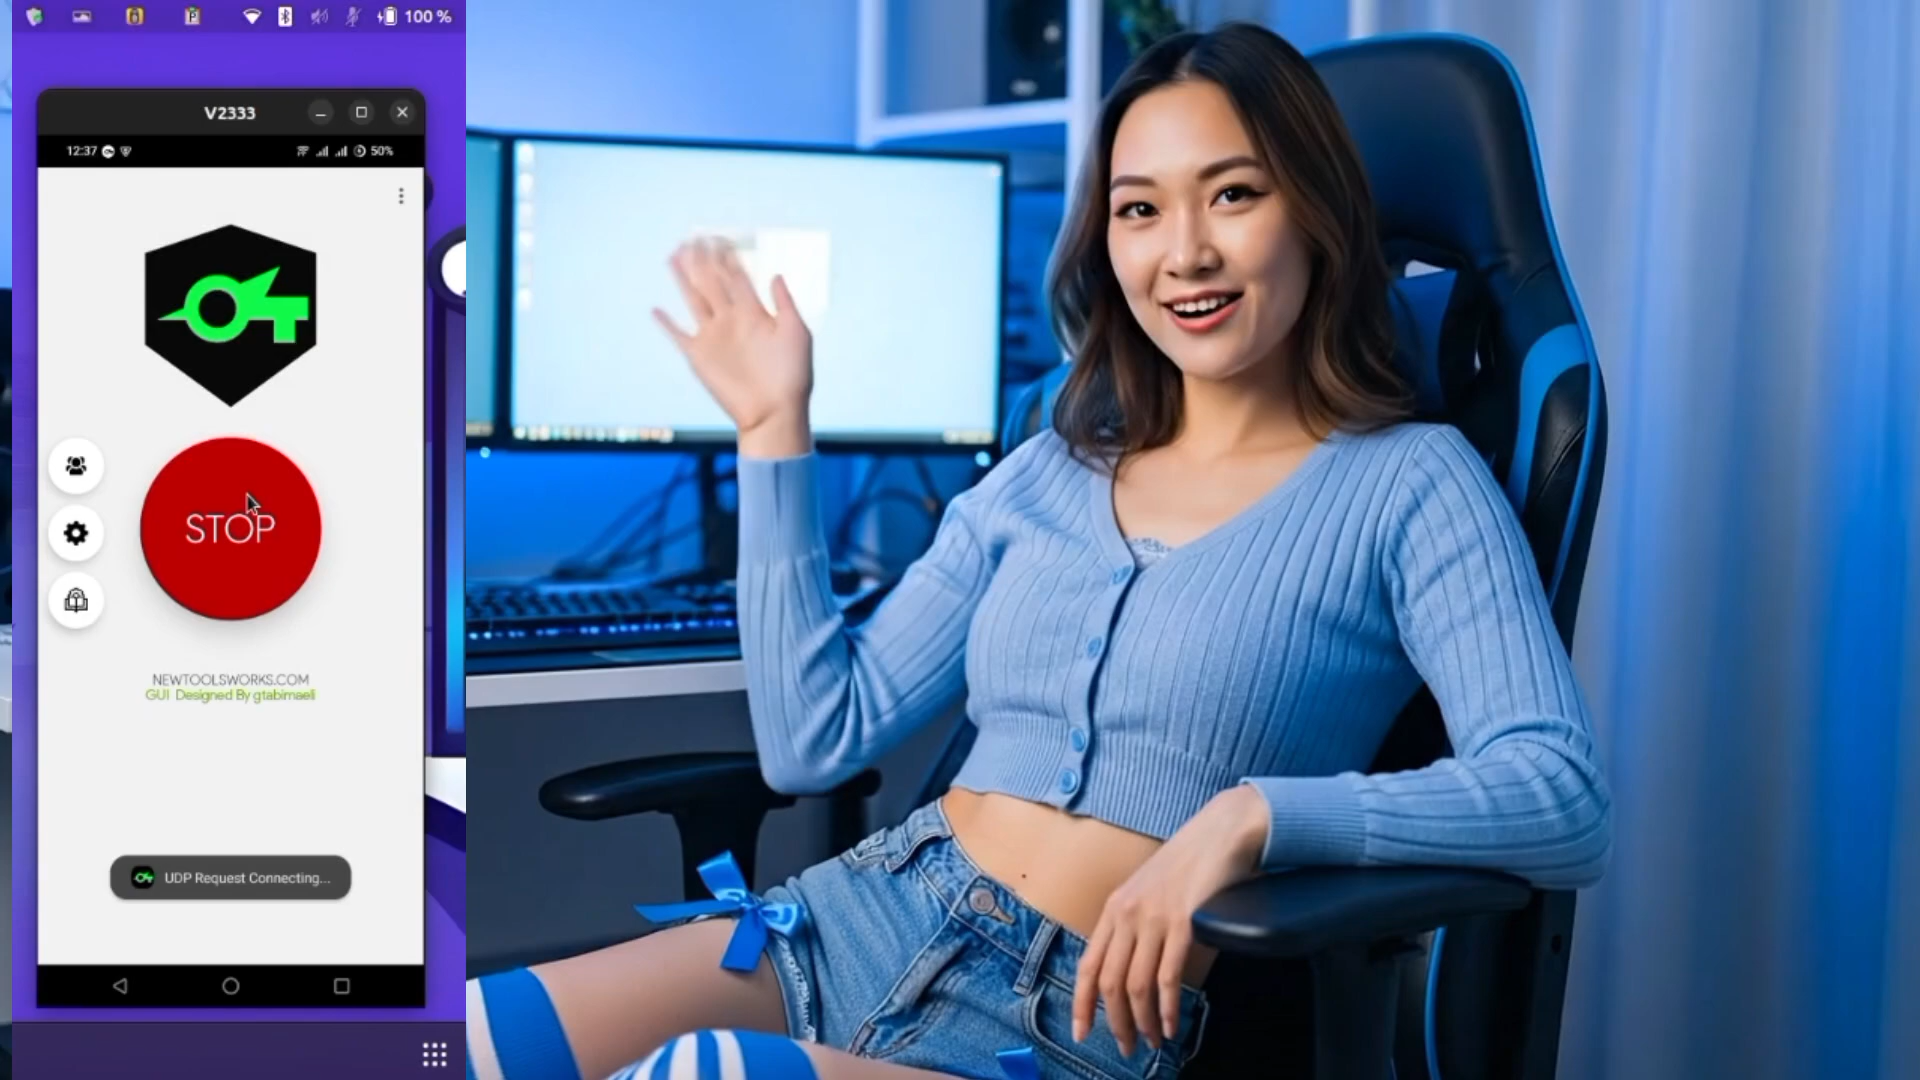 100 %
V2333
12:37
50%
STOP
NEWTOOLSWORKS.COM
GUI Designed By gtabimaeli
UDP Request Connecting...